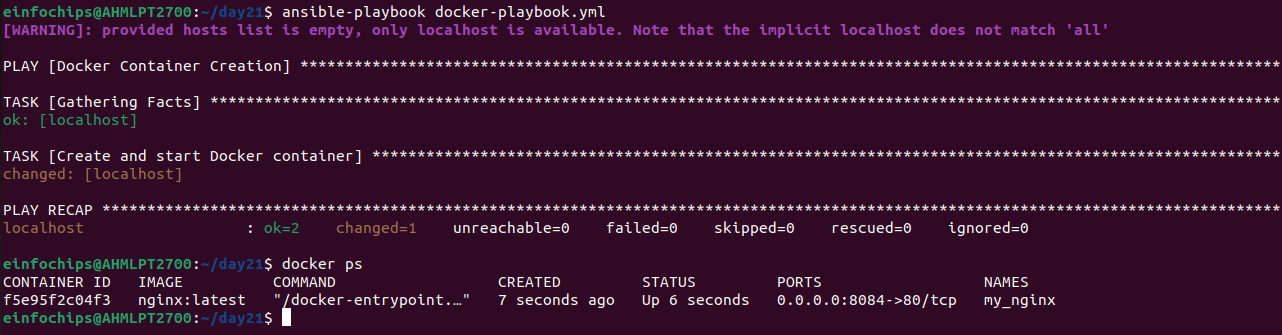 einfochips@AHMLPT2700:~/day21$ ansible-playbook docker-playbook.yml
[WARNING]: provided hosts list is empty, only localhost is available. Note that the implicit localhost does not match 'all'
PLAY [Docker Container Creation] *************************************************************************************************************
TASK [Gathering Facts] ***********************************************************************************************************************
ok: [localhost]
TASK [Create and start Docker container] *****************************************************************************************************
changed: [localhost]
PLAY RECAP ***********************************************************************************************************************************
localhost                  : ok=2    changed=1    unreachable=0    failed=0    skipped=0    rescued=0    ignored=0
einfochips@AHMLPT2700:~/day21$ docker ps
CONTAINER ID   IMAGE          COMMAND                  CREATED         STATUS         PORTS                  NAMES
f5e95f2c04f3   nginx:latest   "/docker-entrypoint.…"   7 seconds ago   Up 6 seconds   0.0.0.0:8084->80/tcp   my_nginx
einfochips@AHMLPT2700:~/day21$